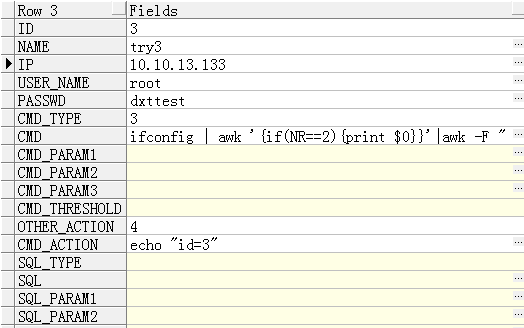 Row 3 Fields
ID 3
NAME try3
IP 10.10.13.133
USER_NAME root
PASSWD dxttest
CMD_TYPE 3
CMD ifconfig | awk '{if(NR==2){print $0}}'|awk -F "
CMD_PARAM1
CMD_PARAM2
CMD_PARAM3
CMD_THRESHOLD
OTHER_ACTION 4
CMD_ACTION echo "id=3"
SQL_TYPE
SQL
SQL_PARAM1
SQL_PARAM2